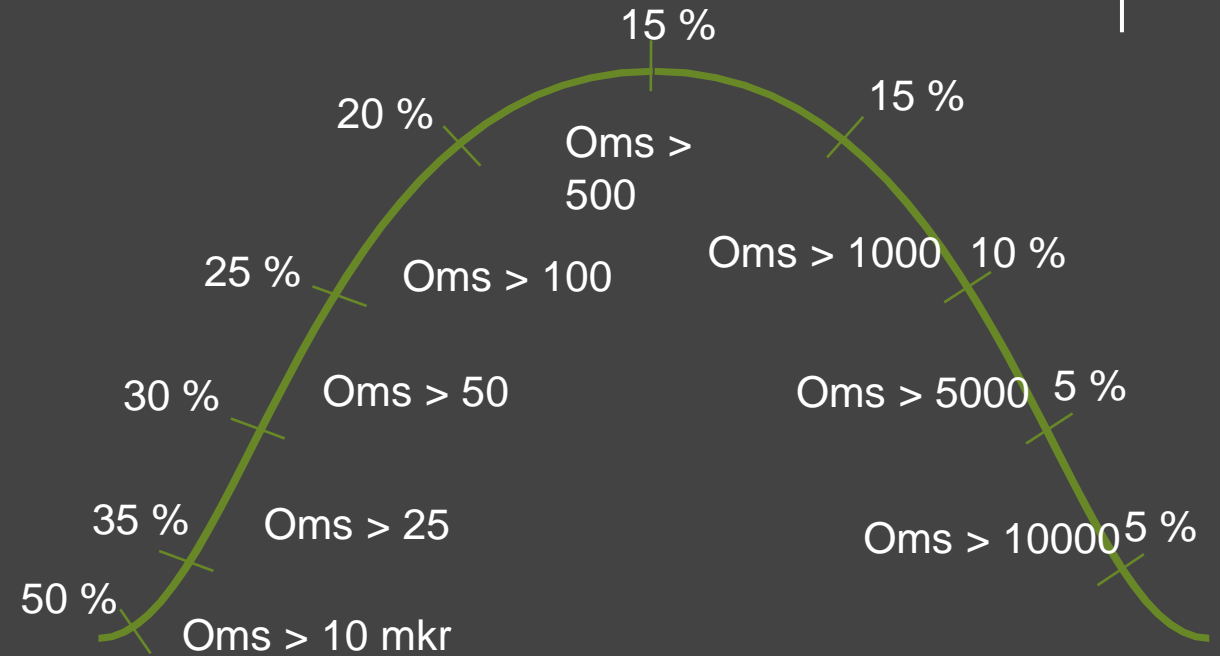 15 %
20 %
15 %
Oms >
500
25 %
Oms > 100
Oms > 1000
10 %
30 %
Oms > 50
Oms > 5000
5 %
35 %
Oms > 25
Oms > 10000
5 %
50 %
Oms > 10 mkr